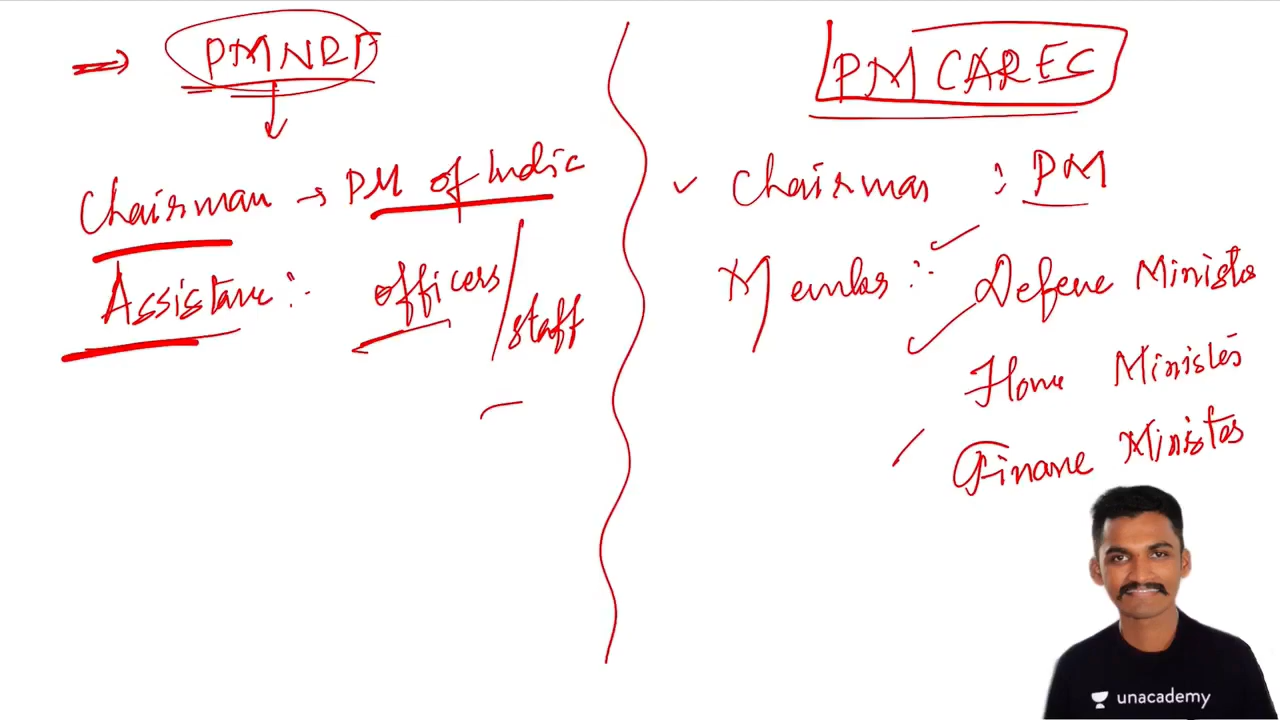 PMNRF
Chairman → PM of India
Assistance : officers / staff
PM CARES
Chairman : PM
Members : Defence Minister
Home Minister
Finance Minister
unacademy